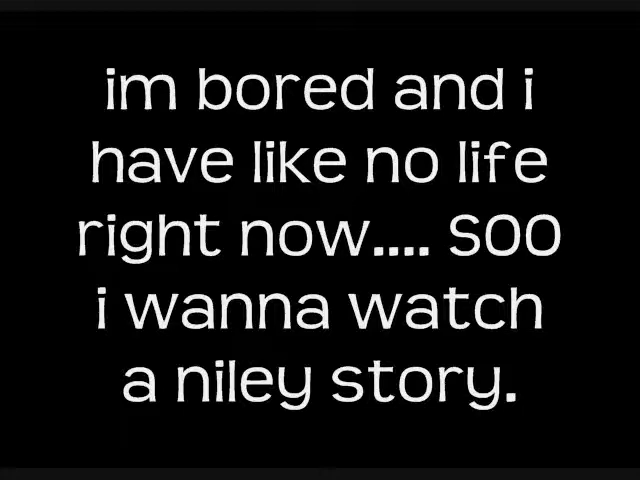 im bored and i
have like no life
right now.... SOO
i wanna watch
a niley story.